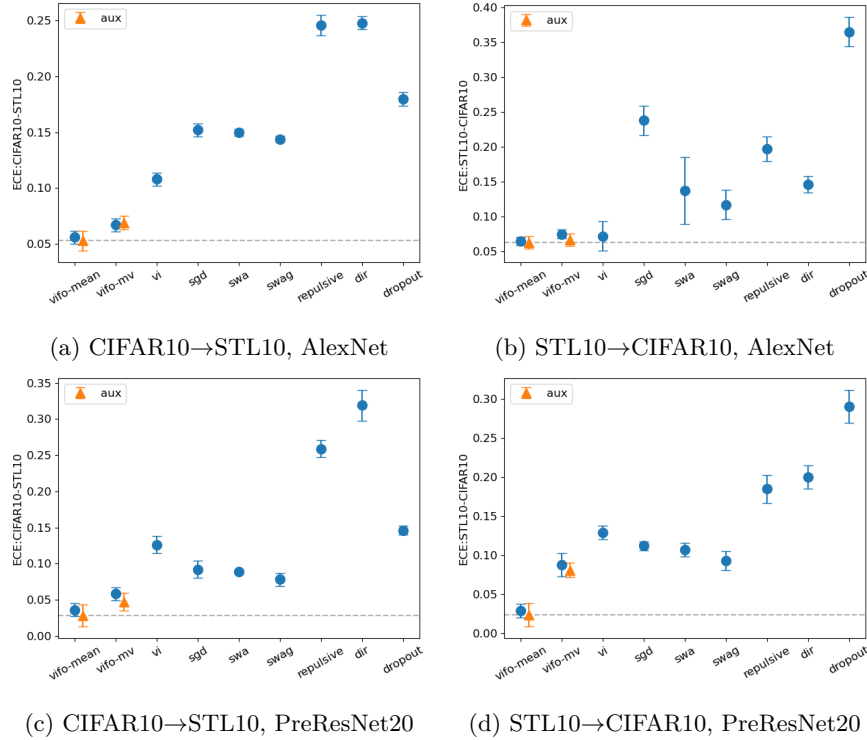 aux
ECE:CIFAR10-STL10
0.25
0.20
0.15
0.10
0.05
vifo-mean vifo-mv vi sgd swa swag repulsive dir dropout
(a) CIFAR10→STL10, AlexNet
aux
ECE:STL10-CIFAR10
0.40
0.35
0.30
0.25
0.20
0.15
0.10
0.05
vifo-mean vifo-mv vi sgd swa swag repulsive dir dropout
(b) STL10→CIFAR10, AlexNet
aux
ECE:CIFAR10-STL10
0.35
0.30
0.25
0.20
0.15
0.10
0.05
0.00
vifo-mean vifo-mv vi sgd swa swag repulsive dir dropout
(c) CIFAR10→STL10, PreResNet20
aux
ECE:STL10-CIFAR10
0.30
0.25
0.20
0.15
0.10
0.05
0.00
vifo-mean vifo-mv vi sgd swa swag repulsive dir dropout
(d) STL10→CIFAR10, PreResNet20